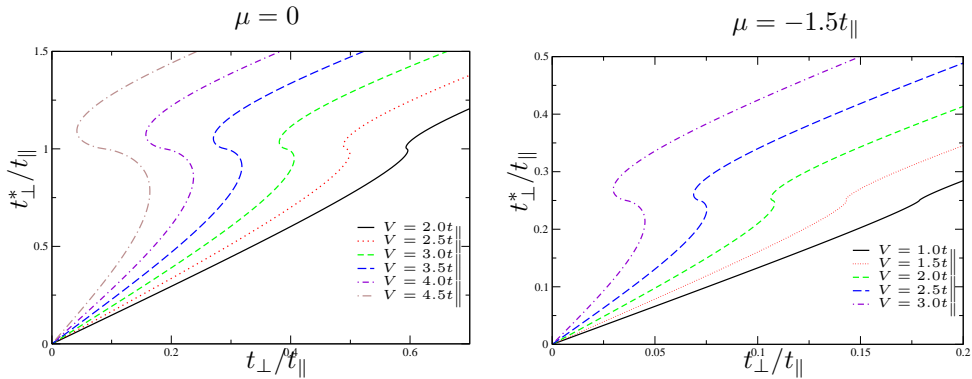 μ = 0
1.5
1
0.5
0
0
0.2
0.4
0.6
t*⊥/t∥
t⊥/t∥
V = 2.0t∥
V = 2.5t∥
V = 3.0t∥
V = 3.5t∥
V = 4.0t∥
V = 4.5t∥
μ = −1.5t∥
0.5
0.4
0.3
0.2
0.1
0
0
0.05
0.1
0.15
0.2
t*⊥/t∥
t⊥/t∥
V = 1.0t∥
V = 1.5t∥
V = 2.0t∥
V = 2.5t∥
V = 3.0t∥